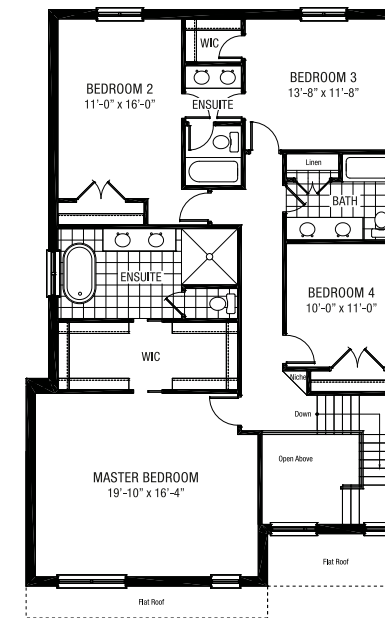 WIC
BEDROOM 2
11'-0" x 16'-0"
BEDROOM 3
13'-8" x 11'-8"
ENSUITE
Linen
BATH
ENSUITE
BEDROOM 4
10'-0" x 11'-0"
WIC
Niche
Down
MASTER BEDROOM
19'-10" x 16'-4"
Open Above
Flat Roof
Flat Roof